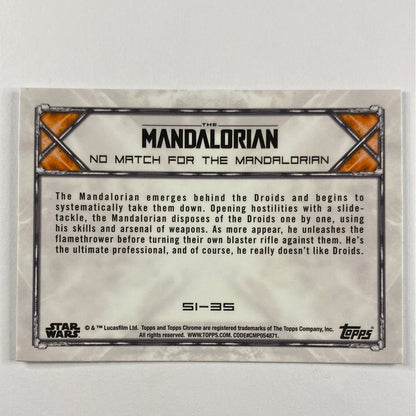 THE
MANDALORIAN
NO MATCH FOR THE MANDALORIAN
The Mandalorian emerges behind the Droids and begins to
systematically take them down. Opening hostilities with a slide-
tackle, the Mandalorian disposes of the Droids one by one, using
his skills and arsenal of weapons. As more appear, he unleashes the
flamethrower before turning their own blaster rifle against them. He's
the ultimate professional, and of course, he really doesn't like Droids.
S1-35
STAR
WARS
© & ™ Lucasfilm Ltd. Topps and Topps Chrome are registered trademarks of The Topps Company, Inc.
All rights reserved. WWW.TOPPS.COM. CODE#CMP054871.
Topps